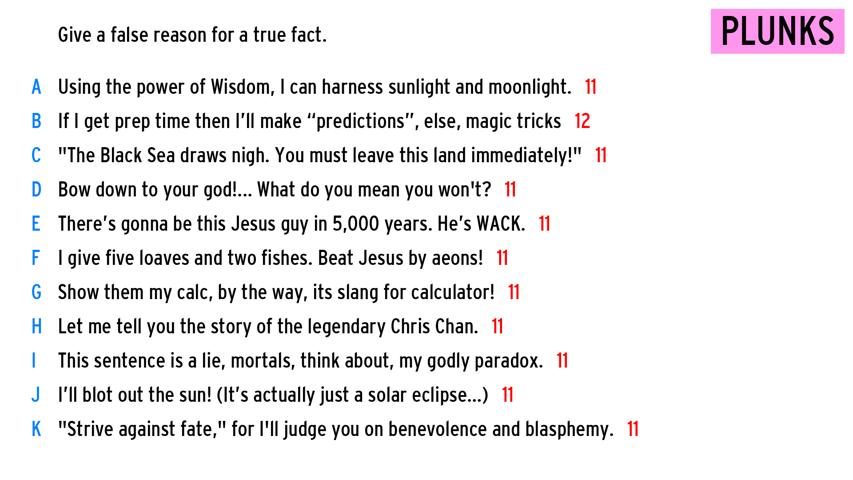 Give a false reason for a true fact.
PLUNKS
A Using the power of Wisdom, I can harness sunlight and moonlight. 11
B If I get prep time then I’ll make “predictions”, else, magic tricks 12
C "The Black Sea draws nigh. You must leave this land immediately!" 11
D Bow down to your god!... What do you mean you won't? 11
E There’s gonna be this Jesus guy in 5,000 years. He’s WACK. 11
F I give five loaves and two fishes. Beat Jesus by aeons! 11
G Show them my calc, by the way, its slang for calculator! 11
H Let me tell you the story of the legendary Chris Chan. 11
I This sentence is a lie, mortals, think about, my godly paradox. 11
J I’ll blot out the sun! (It’s actually just a solar eclipse...) 11
K "Strive against fate," for I'll judge you on benevolence and blasphemy. 11